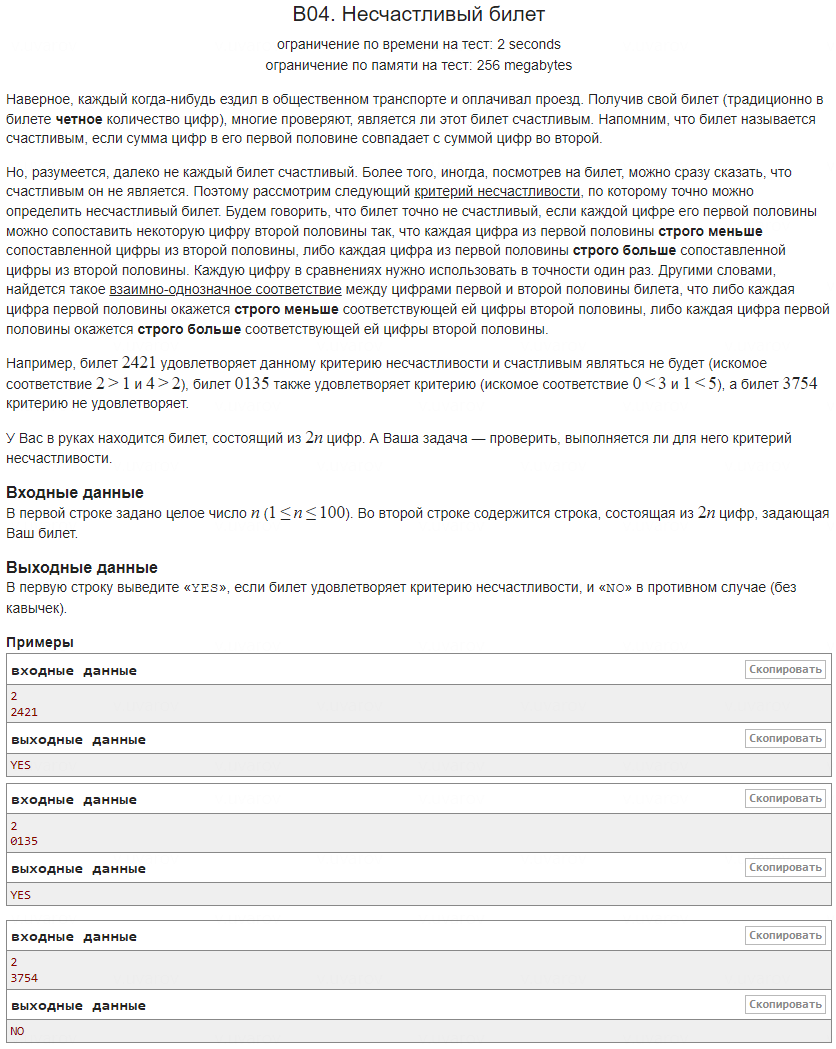 B04. Несчастливый билет
ограничение по времени на тест: 2 seconds
ограничение по памяти на тест: 256 megabytes
Наверное, каждый когда-нибудь ездил в общественном транспорте и оплачивал проезд. Получив свой билет (традиционно в
билете четное количество цифр), многие проверяют, является ли этот билет счастливым. Напомним, что билет называется
счастливым, если сумма цифр в его первой половине совпадает с суммой цифр во второй.
Но, разумеется, далеко не каждый билет счастливый. Более того, иногда, посмотрев на билет, можно сразу сказать, что
счастливым он не является. Поэтому рассмотрим следующий критерий несчастливости, по которому точно можно
определить несчастливый билет. Будем говорить, что билет точно не счастливый, если каждой цифре его первой половины
можно сопоставить некоторую цифру второй половины так, что каждая цифра из первой половины строго меньше
сопоставленной цифры из второй половины, либо каждая цифра из первой половины строго больше сопоставленной
цифры из второй половины. Каждую цифру в сравнениях нужно использовать в точности один раз. Другими словами,
найдется такое взаимно-однозначное соответствие между цифрами первой и второй половины билета, что либо каждая
цифра первой половины окажется строго меньше соответствующей ей цифры второй половины, либо каждая цифра первой
половины окажется строго больше соответствующей ей цифры второй половины.
Например, билет 2421 удовлетворяет данному критерию несчастливости и счастливым являться не будет (искомое
соответствие 2 > 1 и 4 > 2), билет 0135 также удовлетворяет критерию (искомое соответствие 0 < 3 и 1 < 5), а билет 3754
критерию не удовлетворяет.
У Вас в руках находится билет, состоящий из 2n цифр. А Ваша задача — проверить, выполняется ли для него критерий
несчастливости.
Входные данные
В первой строке задано целое число n (1 ≤ n ≤ 100). Во второй строке содержится строка, состоящая из 2n цифр, задающая
Ваш билет.
Выходные данные
В первую строку выведите «YES», если билет удовлетворяет критерию несчастливости, и «NO» в противном случае (без
кавычек).
Примеры
входные данные Скопировать
2
2421
выходные данные Скопировать
YES
входные данные Скопировать
2
0135
выходные данные Скопировать
YES
входные данные Скопировать
2
3754
выходные данные Скопировать
NO